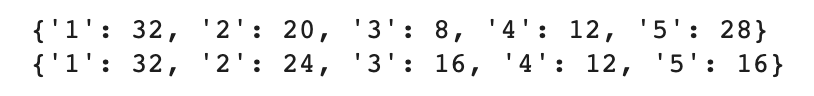 {'1': 32, '2': 20, '3': 8, '4': 12, '5': 28}
{'1': 32, '2': 24, '3': 16, '4': 12, '5': 16}